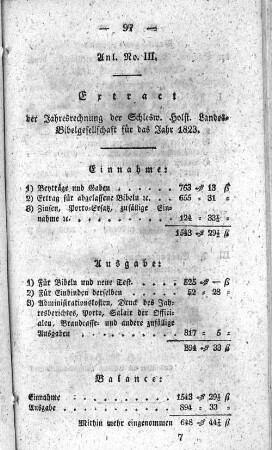 — 97 —
Anl. No. III.
Extract
der Jahresrechnung der Schlesw. Holst. Landes-
Bibelgesellschaft für das Jahr 1823.
Einnahme:
1) Beyträge und Gaben 763 ₰ 13 ß
2) Ertrag für abgelassene Bibeln ꝛc. 655 „ 31 „
3) Zinsen, Porto-Ersatz, zufällige Ein-
nahme ꝛc. 124 „ 33½ „
1543 ₰ 29½ ß
Ausgabe:
1) Für Bibeln und neue Test. 525 ₰ — ß
2) Für Einbinden derselben 52 „ 28 „
3) Administrationskosten, Druck des Jah-
resberichtes, Porto, Salair der Offici-
alen, Brandcasse- und andere zufällige
Ausgaben 317 „ 5 „
894 ₰ 33 ß
Balance:
Einnahme 1543 ₰ 29½ ß
Ausgabe 894 „ 33 „
Mithin mehr eingenommen 648 ₰ 44½ ß
7